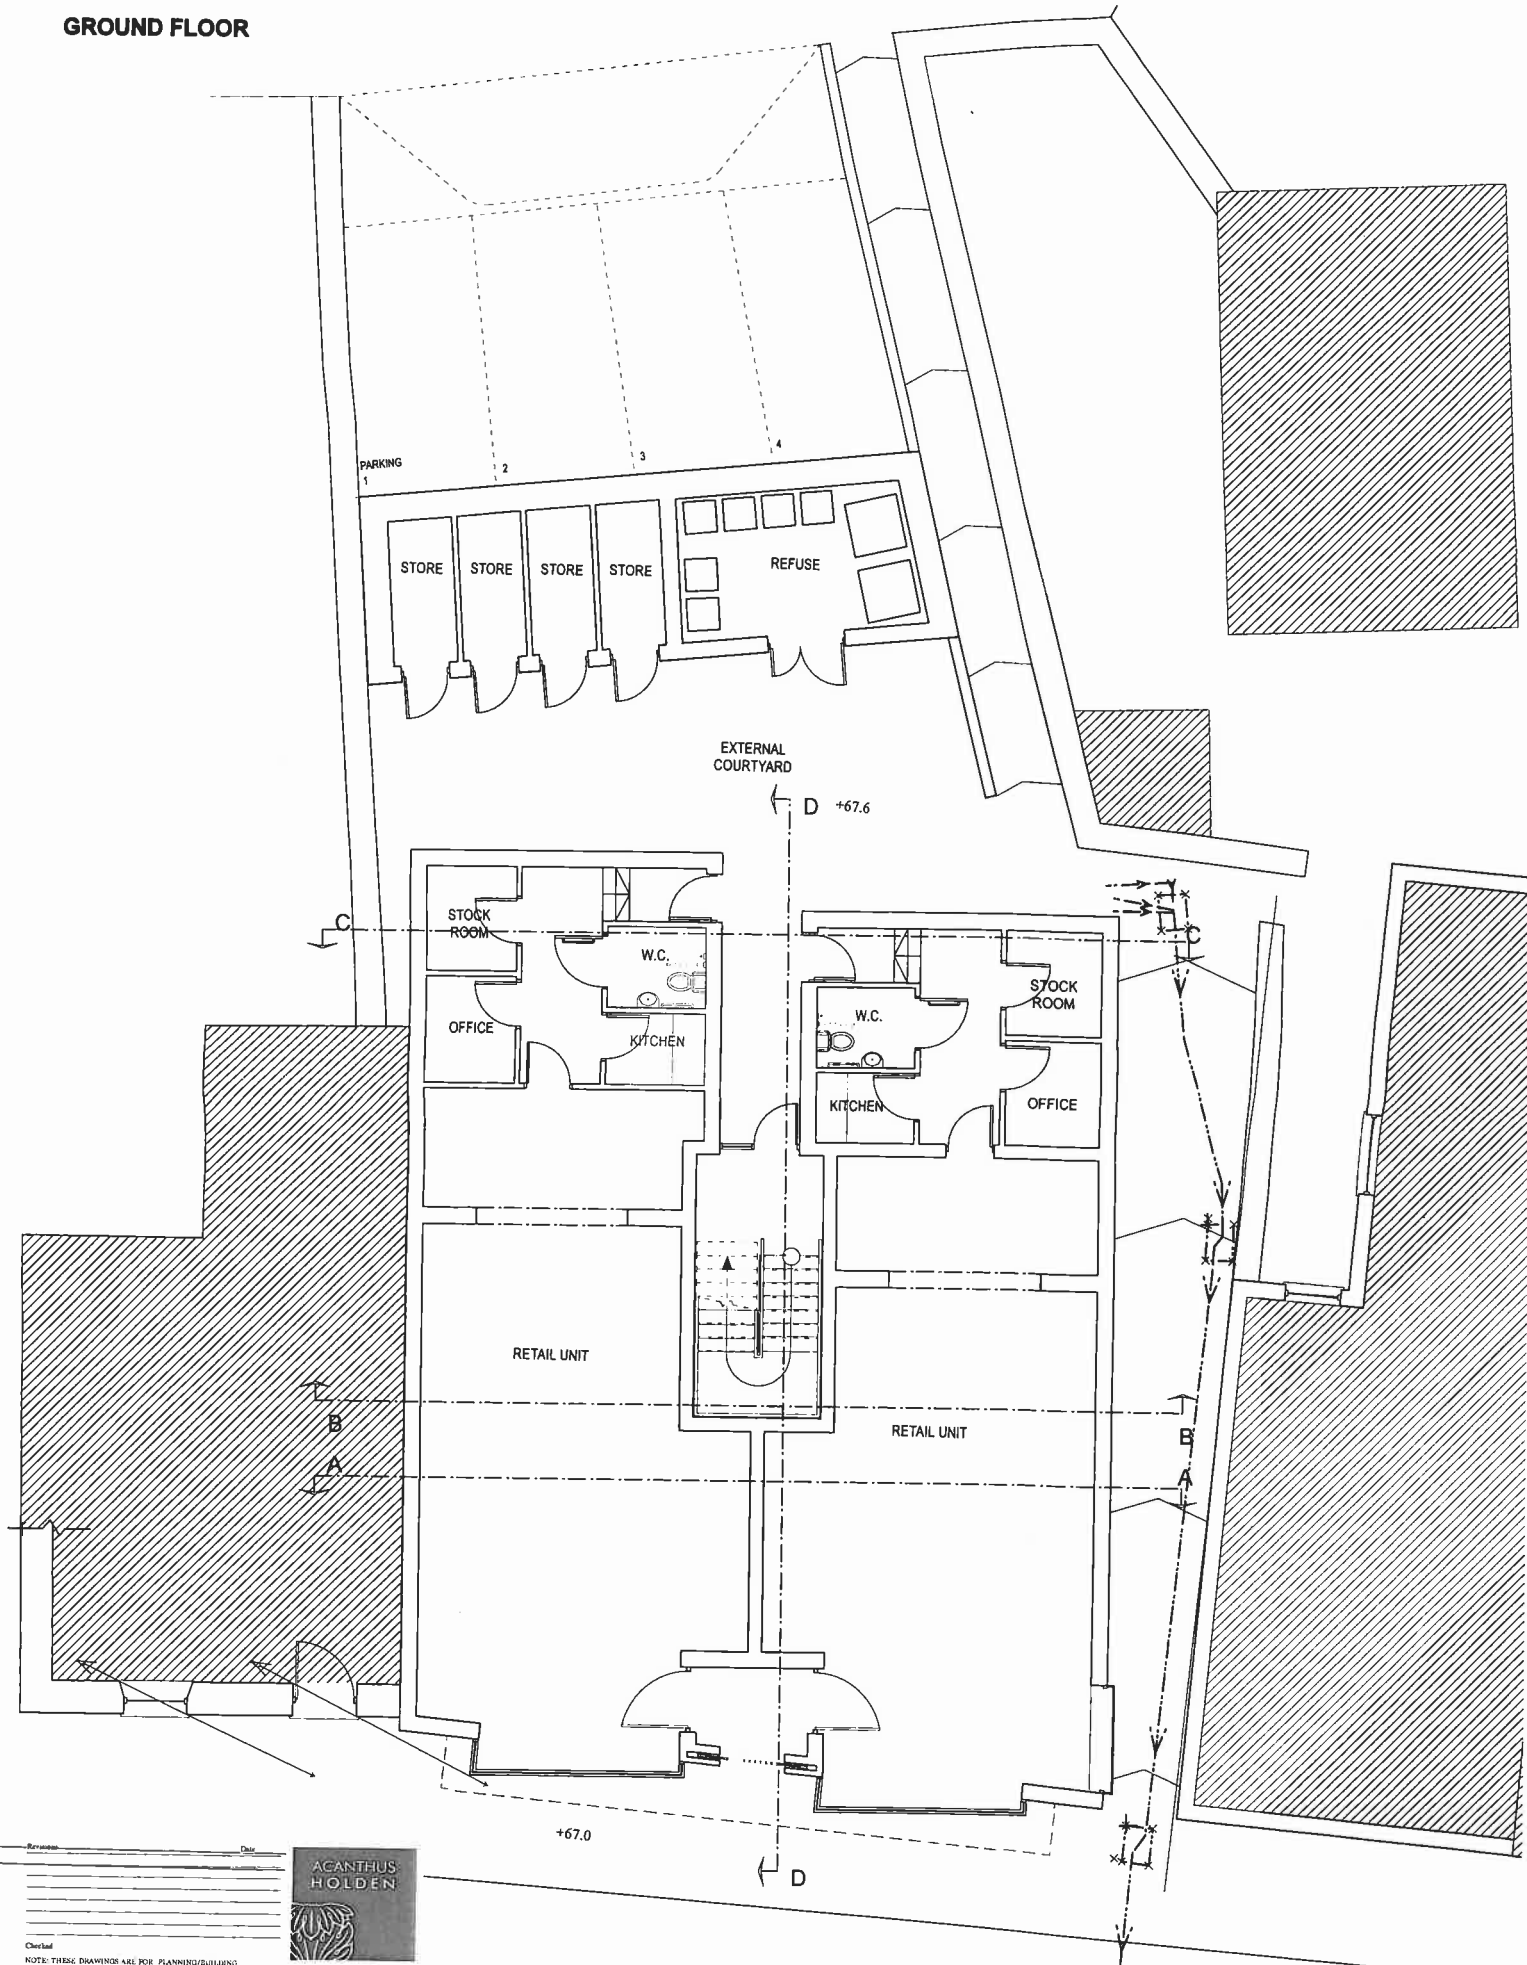 GROUND FLOOR
PARKING
1
2
3
4
STORE
STORE
STORE
STORE
REFUSE
EXTERNAL
COURTYARD
D
+67.6
C
STOCK
ROOM
W.C.
C
STOCK
ROOM
W.C.
OFFICE
KITCHEN
KITCHEN
OFFICE
RETAIL UNIT
B
RETAIL UNIT
B
A
A
+67.0
D
Revisions
Date
ACANTHUS
HOLDEN
Checked
NOTE: THESE DRAWINGS ARE FOR PLANNING/BUILDING